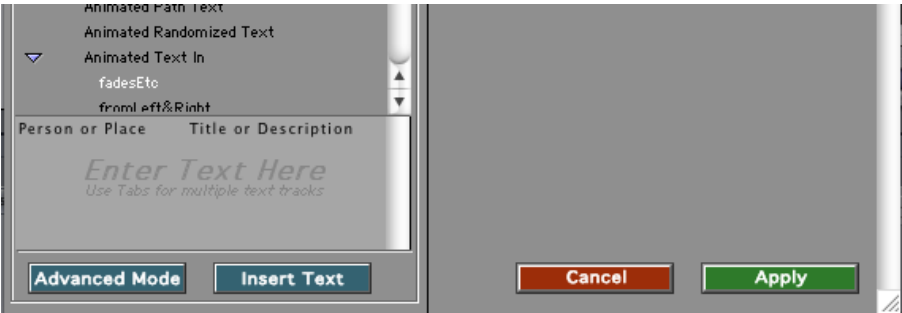 Animated Path Text
Animated Randomized Text
Animated Text In
fadesEtc
fromLeft&Right
Person or Place Title or Description
Enter Text Here
Use Tabs for multiple text tracks
Advanced Mode Insert Text Cancel Apply